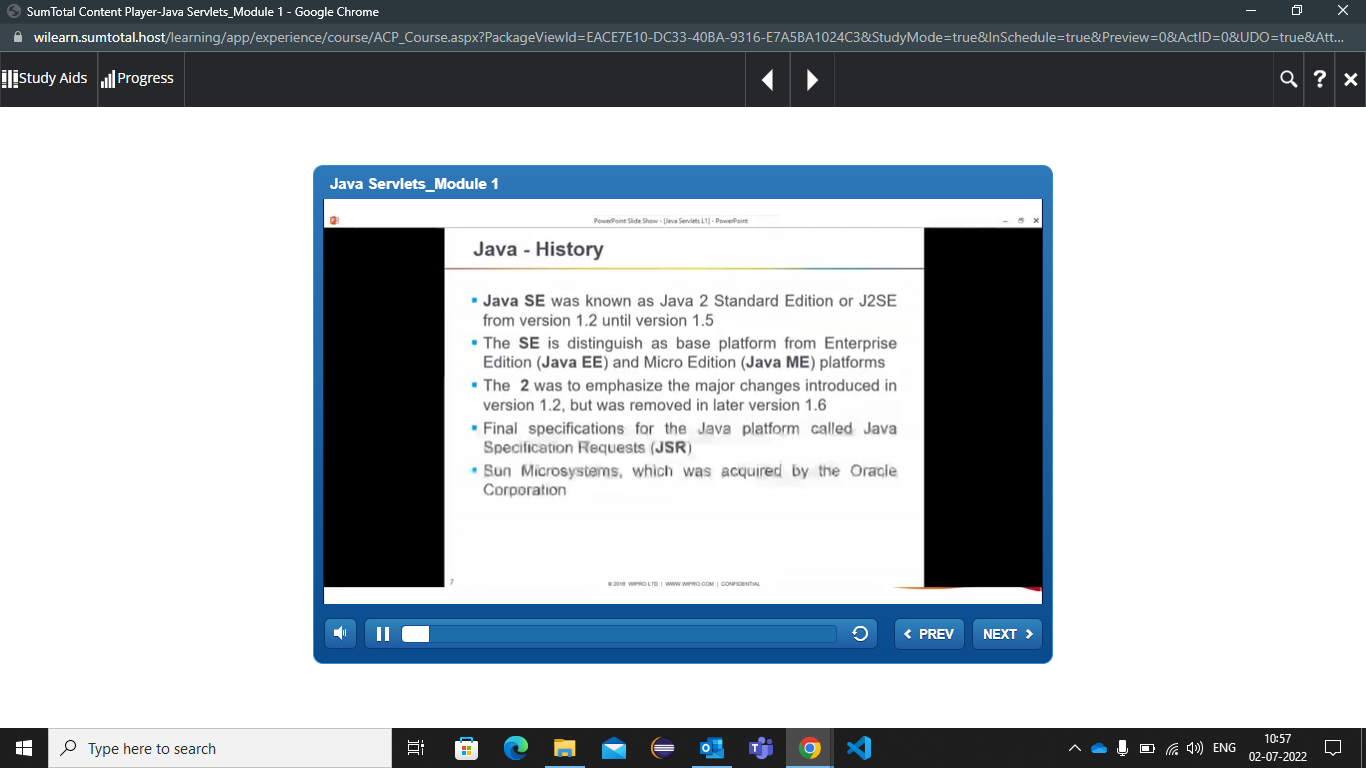 SumTotal Content Player-Java Servlets_Module 1 - Google Chrome
wilearn.sumtotal.host/learning/app/experience/course/ACP_Course.aspx?PackageViewId=EACE7E10-DC33-40BA-9316-E7A5BA1024C3&StudyMode=true&InSchedule=true&Preview=0&ActID=0&UDO=true&Att...
Study Aids Progress
Java Servlets_Module 1
PowerPoint Slide Show - [Java Servlets L1] - PowerPoint
Java - History
▪ Java SE was known as Java 2 Standard Edition or J2SE
from version 1.2 until version 1.5
▪ The SE is distinguish as base platform from Enterprise
Edition (Java EE) and Micro Edition (Java ME) platforms
▪ The 2 was to emphasize the major changes introduced in
version 1.2, but was removed in later version 1.6
▪ Final specifications for the Java platform called Java
Specification Requests (JSR)
▪ Sun Microsystems, which was acquired by the Oracle
Corporation
7
© 2016 WIPRO LTD | WWW.WIPRO.COM | CONFIDENTIAL
PREV NEXT
Type here to search
ENG
10:57
02-07-2022